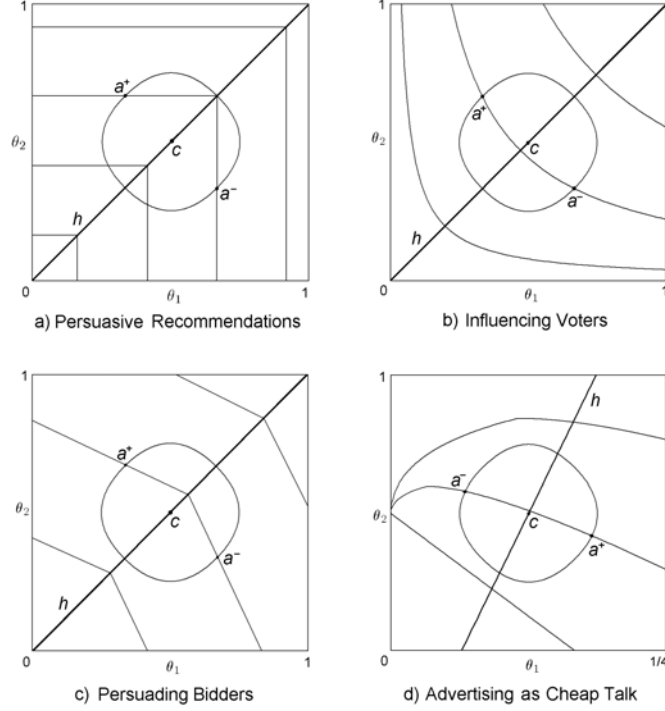 1
a⁺
θ₂
c
a⁻
h
0
θ₁
1
a) Persuasive Recommendations
1
a⁺
θ₂
c
a⁻
h
0
θ₁
1
b) Influencing Voters
1
a⁺
θ₂
c
a⁻
h
0
θ₁
1
c) Persuading Bidders
1
h
a⁻
θ₂
c
a⁺
0
θ₁
1/4
d) Advertising as Cheap Talk